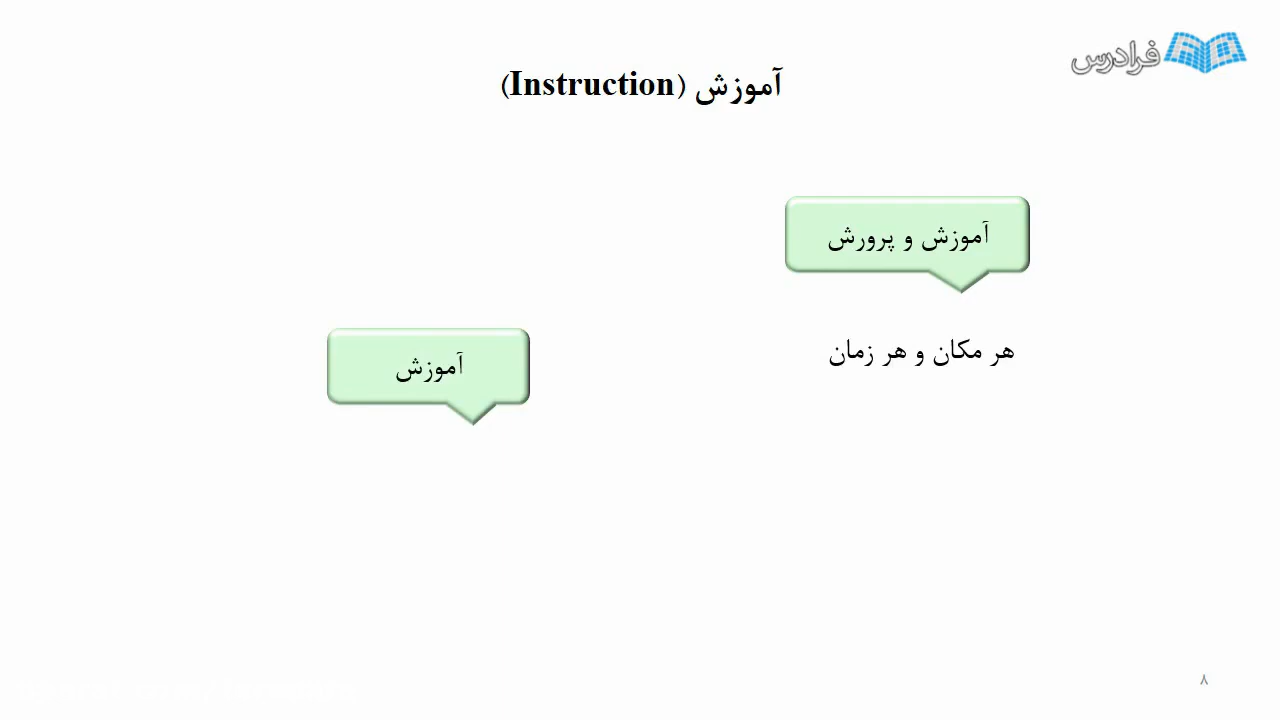 فرادرس
آموزش (Instruction)
آموزش و پرورش
هر مکان و هر زمان
آموزش
۸